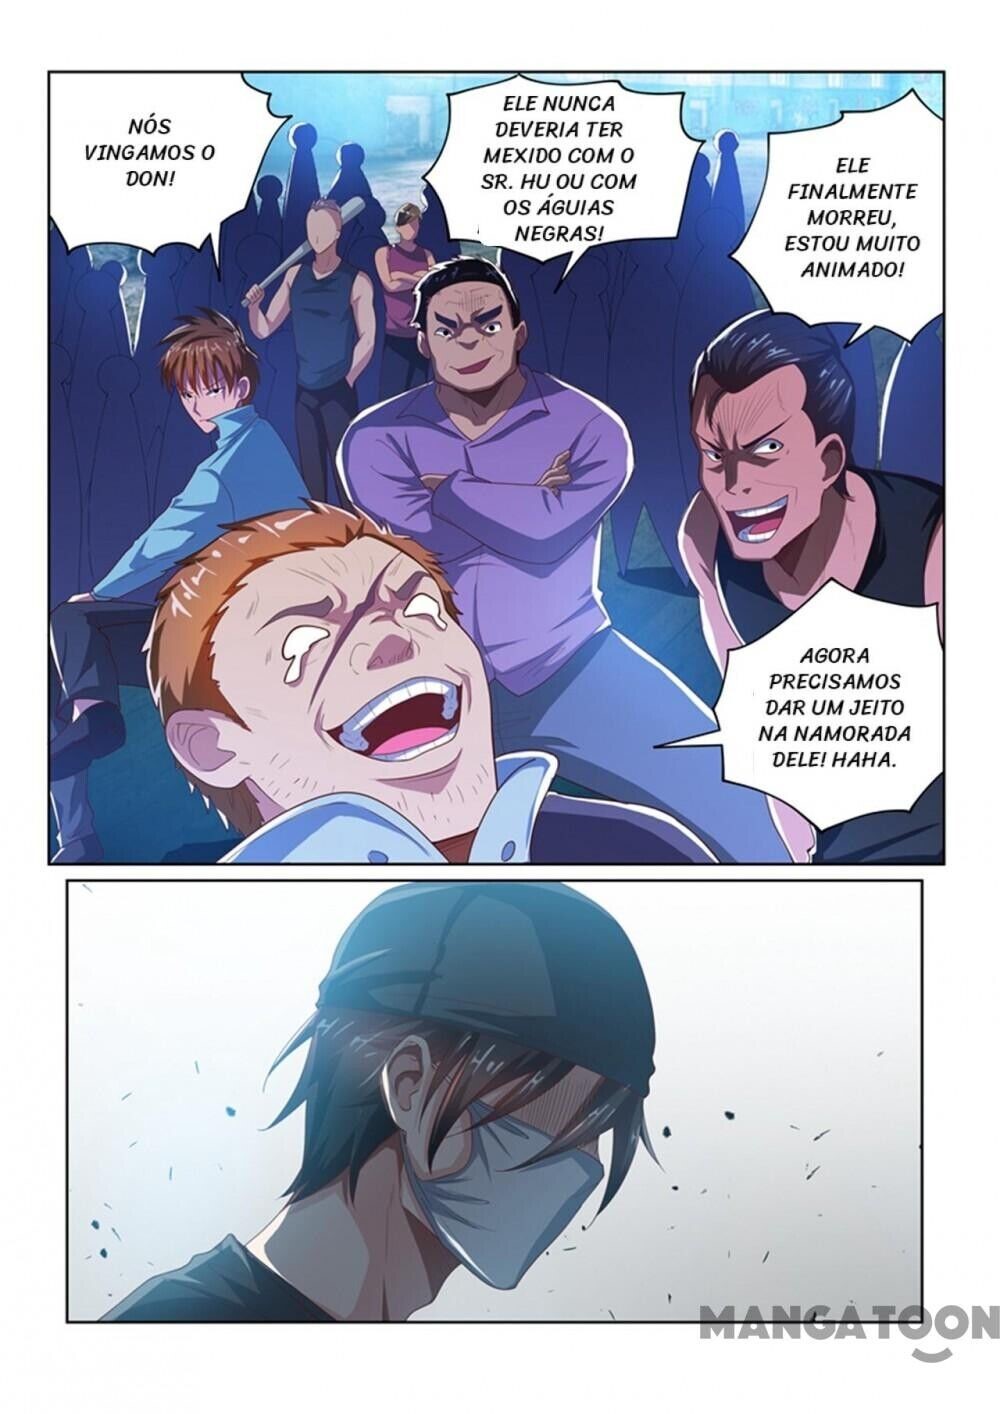 NÓS
VINGAMOS O
DON!
ELE NUNCA
DEVERIA TER
MEXIDO COM O
SR. HU OU COM
OS ÁGUIAS
NEGRAS!
ELE
FINALMENTE
MORREU,
ESTOU MUITO
ANIMADO!
AGORA
PRECISAMOS
DAR UM JEITO
NA NAMORADA
DELE! HAHA.
MANGATOON